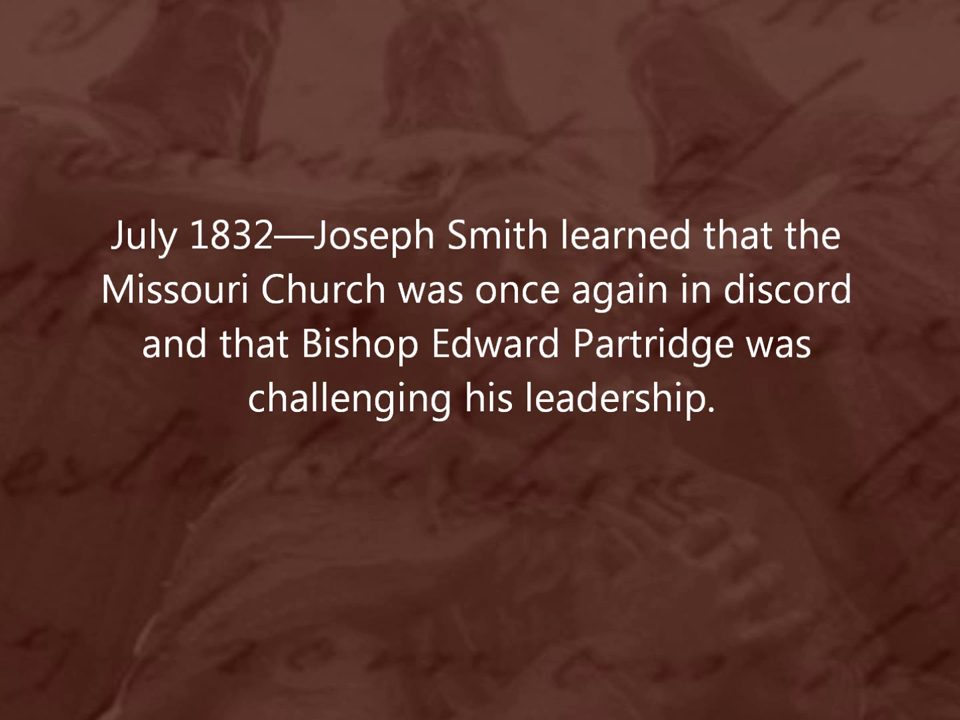 July 1832—Joseph Smith learned that the
Missouri Church was once again in discord
and that Bishop Edward Partridge was
challenging his leadership.